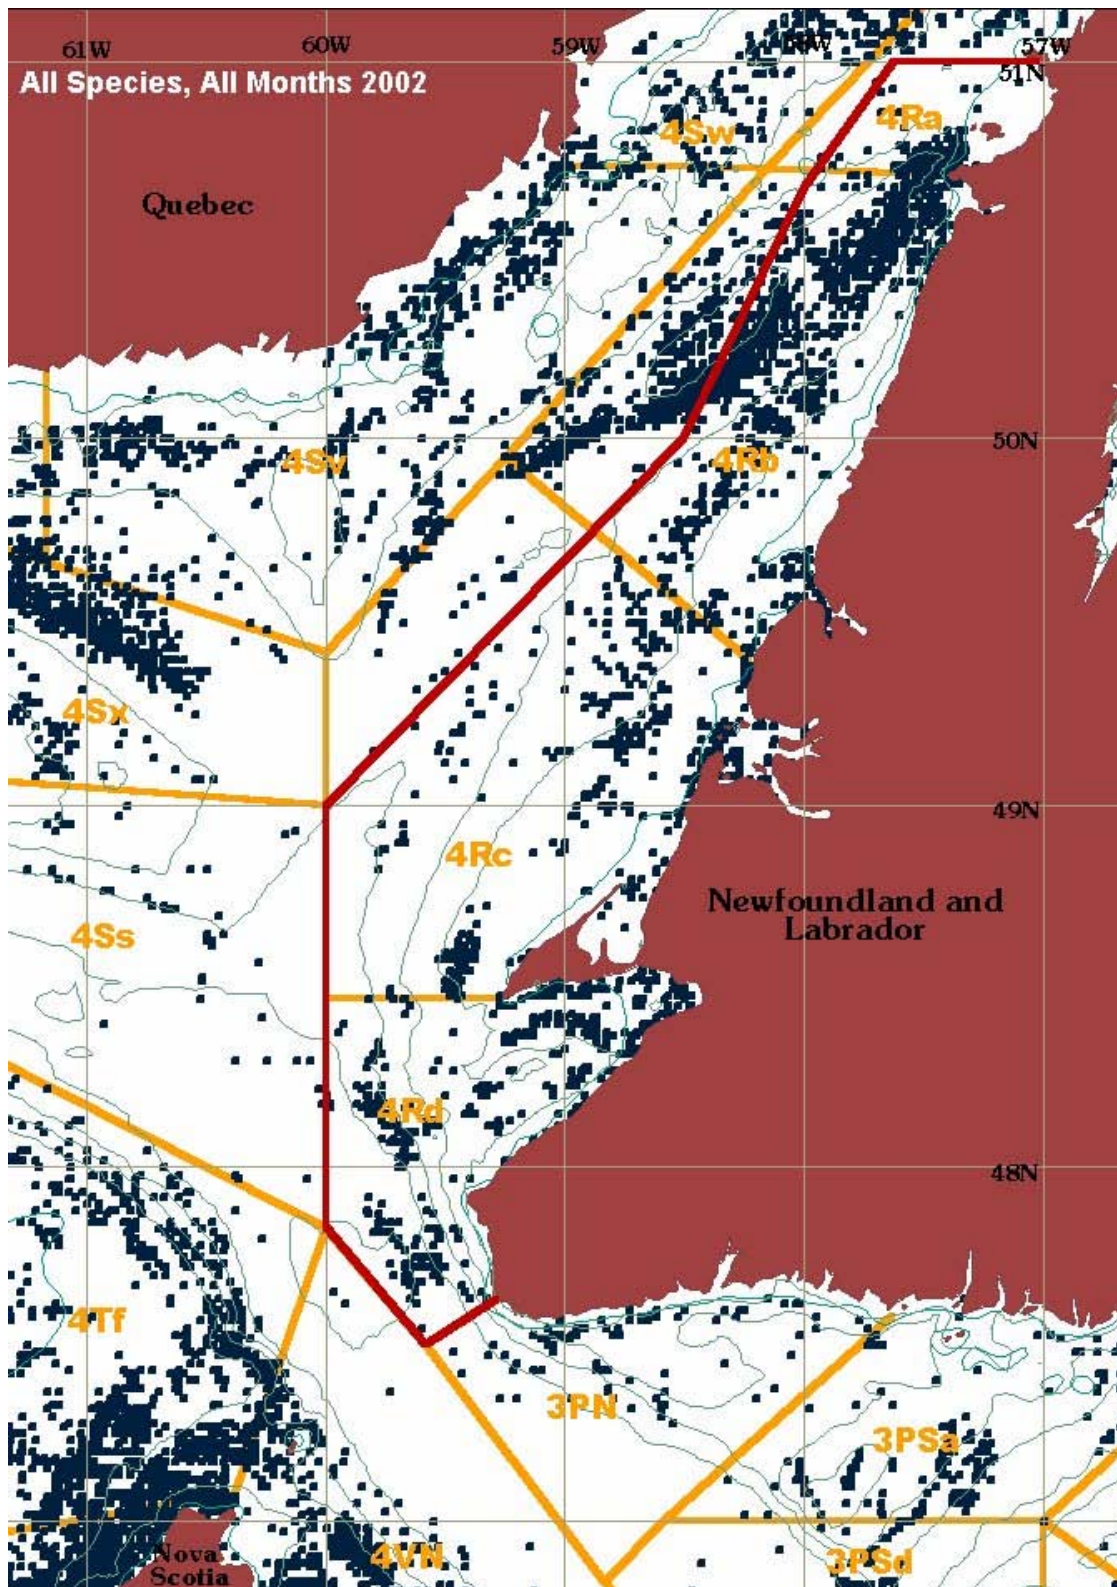 61W
60W
59W
58W
57W
51N
All Species, All Months 2002
4Ra
4Sw
Quebec
50N
4Sv
4Rb
4Sx
49N
4Rc
Newfoundland and
Labrador
4Ss
4Rd
48N
4Tf
3PN
3PSa
Nova
Scotia
4VN
3PSd